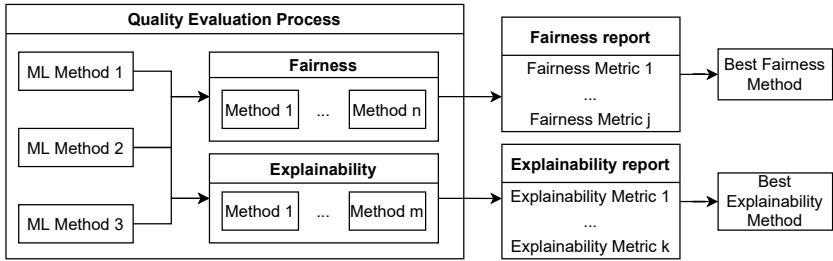 Quality Evaluation Process
ML Method 1
ML Method 2
ML Method 3
Fairness
Method 1 ... Method n
Explainability
Method 1 ... Method m
Fairness report
Fairness Metric 1
...
Fairness Metric j
Explainability report
Explainability Metric 1
...
Explainability Metric k
Best Fairness
Method
Best
Explainability
Method